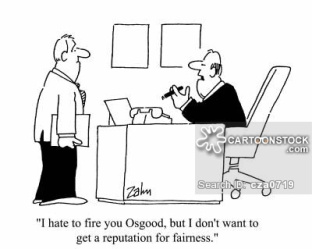 CARTOONSTOCK
.com
Search ID: cza0719
Zahn
"I hate to fire you Osgood, but I don't want to
get a reputation for fairness."